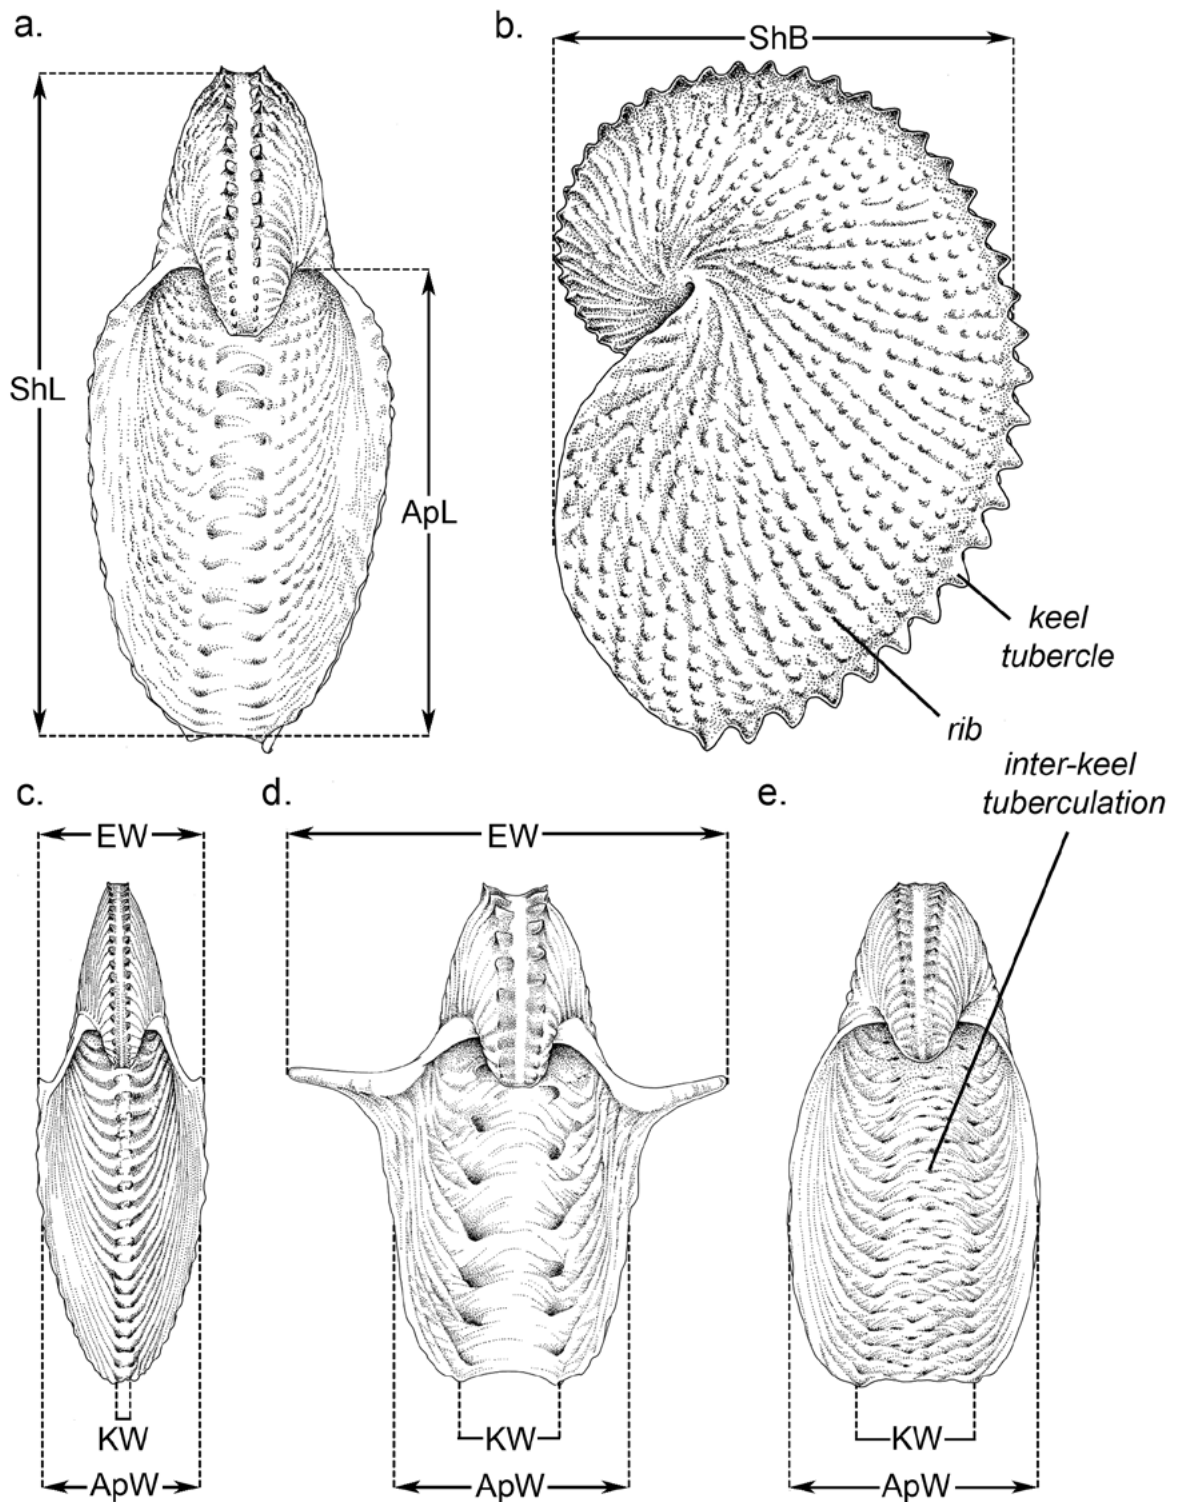 a.
b.
ShB
ShL
ApL
keel
tubercle
rib
inter-keel
tuberculation
c.
d.
e.
EW
EW
KW
KW
KW
ApW
ApW
ApW